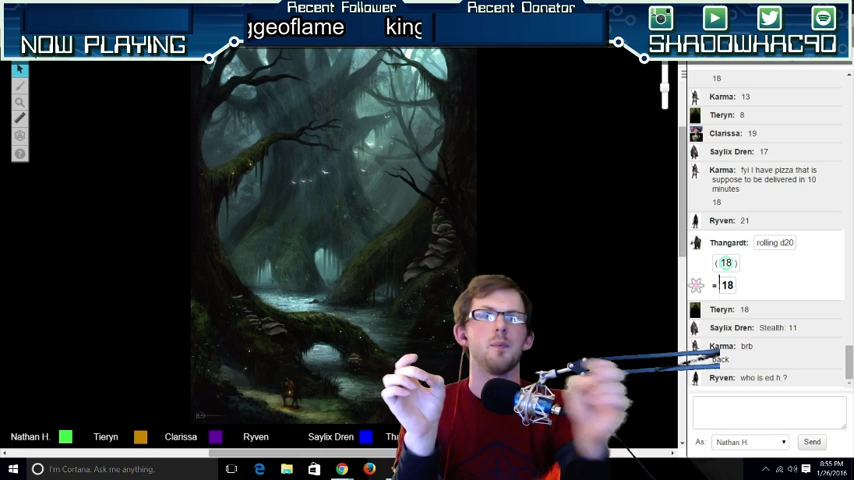 Recent Follower
Recent Donator
ggeoflame king
NOW PLAYING
SHADOWHAC90
18
Karma: 13
Tieryn: 8
Clarissa: 19
Saylix Dren: 17
Karma: fyi I have pizza that is
suppose to be delivered in 10
minutes
18
Ryven: 21
Thangardt: rolling d20
(18)
= 18
Tieryn: 18
Saylix Dren: Stealth: 11
Karma: brb
back
Ryven: who is ed h.?
Nathan H.
Tieryn
Clarissa
Ryven
Saylix Dren
As: Nathan H.
Send
I'm Cortana. Ask me anything.
8:55 PM
1/26/2016